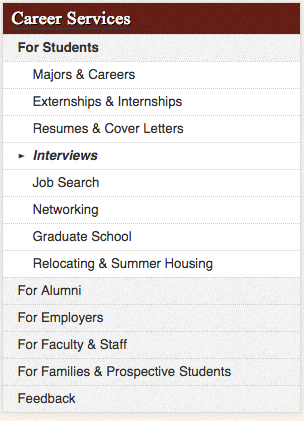 Career Services
For Students
Majors & Careers
Externships & Internships
Resumes & Cover Letters
Interviews
Job Search
Networking
Graduate School
Relocating & Summer Housing
For Alumni
For Employers
For Faculty & Staff
For Families & Prospective Students
Feedback